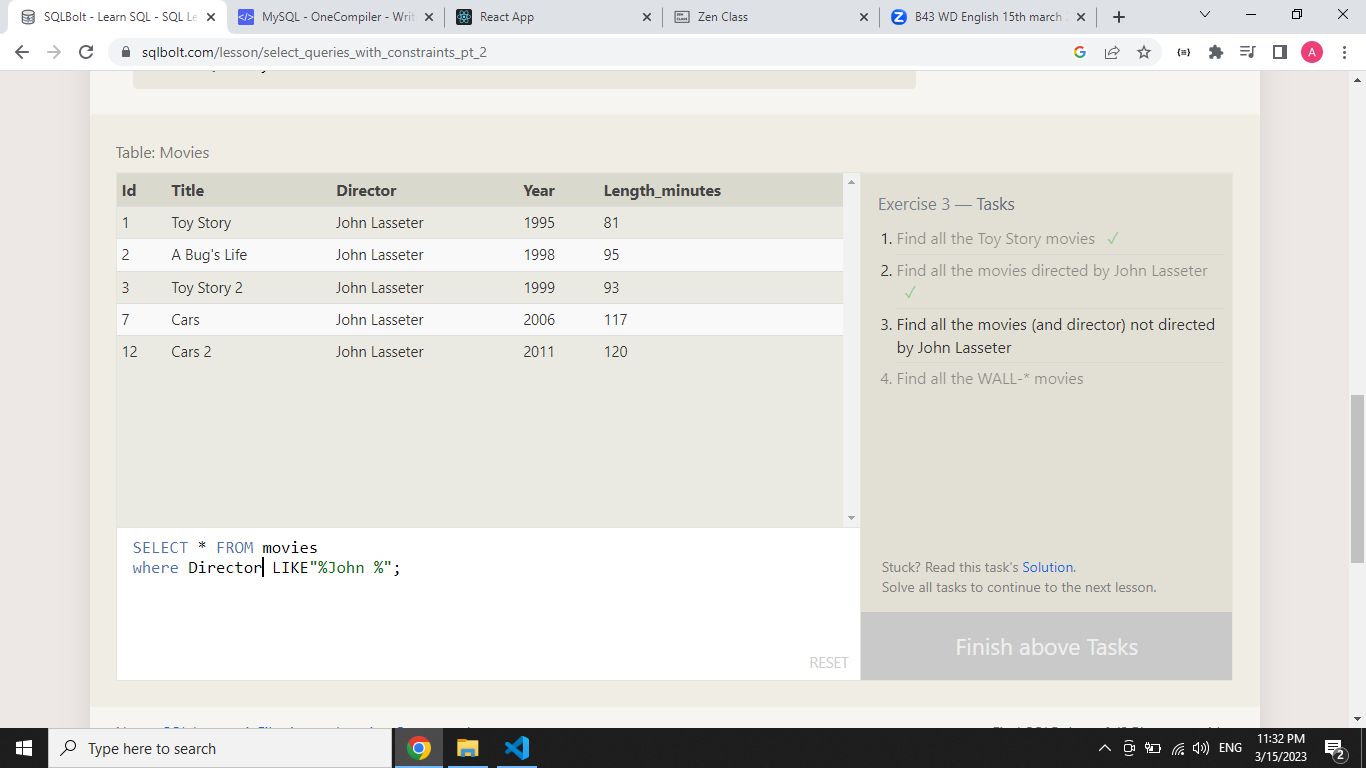 SQLBolt - Learn SQL - SQL Le
MySQL - OneCompiler - Writ
React App
Zen Class
B43 WD English 15th march
sqlbolt.com/lesson/select_queries_with_constraints_pt_2
A
Table: Movies
Id Title Director Year Length_minutes
1 Toy Story John Lasseter 1995 81
2 A Bug's Life John Lasseter 1998 95
3 Toy Story 2 John Lasseter 1999 93
7 Cars John Lasseter 2006 117
12 Cars 2 John Lasseter 2011 120
SELECT * FROM movies
where Director LIKE"%John %";
RESET
Exercise 3 — Tasks
1. Find all the Toy Story movies ✓
2. Find all the movies directed by John Lasseter
✓
3. Find all the movies (and director) not directed
by John Lasseter
4. Find all the WALL-* movies
Stuck? Read this task's Solution.
Solve all tasks to continue to the next lesson.
Finish above Tasks
Type here to search
ENG
11:32 PM
3/15/2023
2